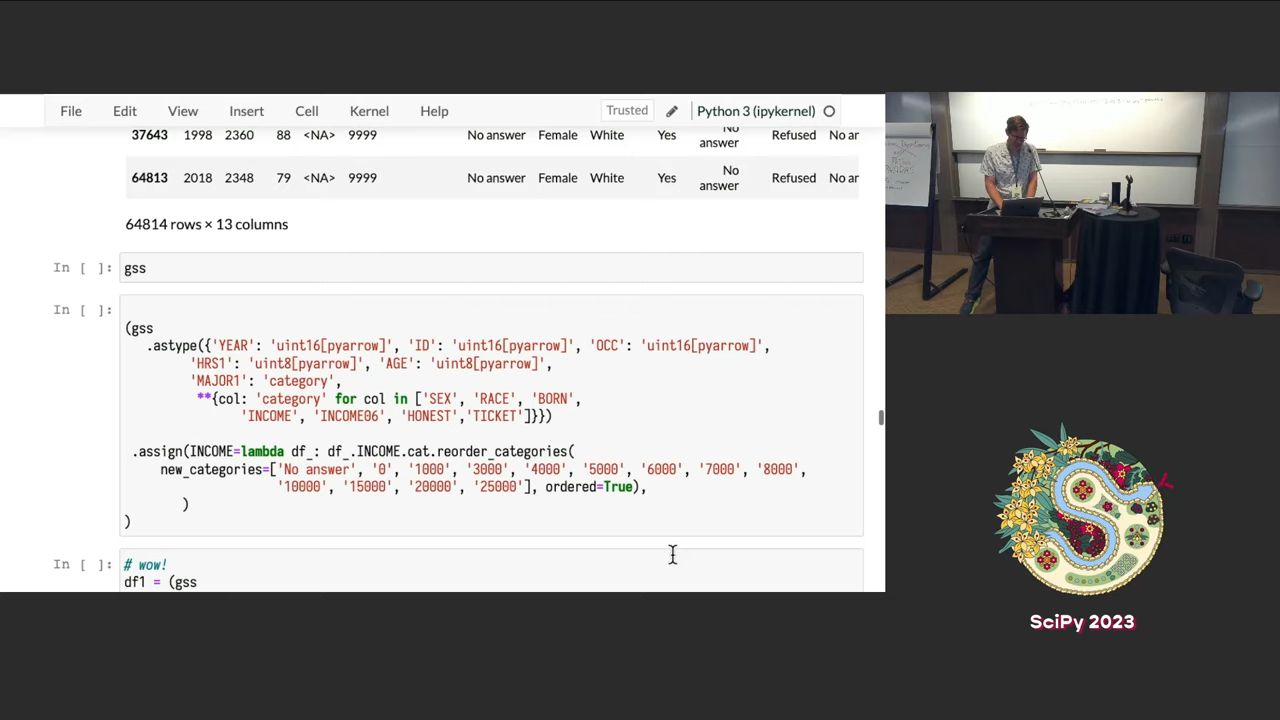 File Edit View Insert Cell Kernel Help Trusted Python 3 (ipykernel)
37643 1998 2360 88 <NA> 9999 No answer Female White Yes No answer Refused No ar
64813 2018 2348 79 <NA> 9999 No answer Female White Yes No answer Refused No ar
64814 rows × 13 columns
In [ ]: gss
In [ ]:
(gss
.astype({'YEAR': 'uint16[pyarrow]', 'ID': 'uint16[pyarrow]', 'OCC': 'uint16[pyarrow]',
'HRS1': 'uint8[pyarrow]', 'AGE': 'uint8[pyarrow]',
'MAJOR1': 'category',
**{col: 'category' for col in ['SEX', 'RACE', 'BORN',
'INCOME', 'INCOME06', 'HONEST','TICKET']}})
.assign(INCOME=lambda df_: df_.INCOME.cat.reorder_categories(
new_categories=['No answer', '0', '1000', '3000', '4000', '5000', '6000', '7000', '8000',
'10000', '15000', '20000', '25000'], ordered=True),
)
)
In [ ]: # wow!
df1 = (gss
SciPy 2023